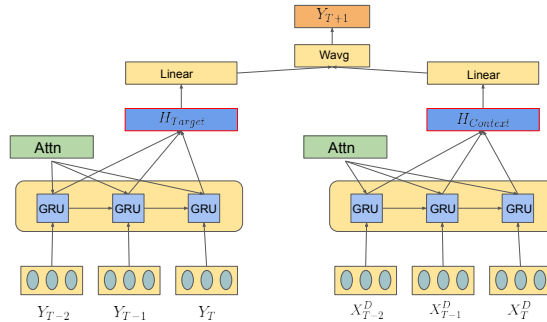 Y_{T+1}
Wavg
Linear Linear
H_{Target} H_{Context}
Attn Attn
GRU GRU GRU GRU GRU GRU
Y_{T-2} Y_{T-1} Y_T X^D_{T-2} X^D_{T-1} X^D_T